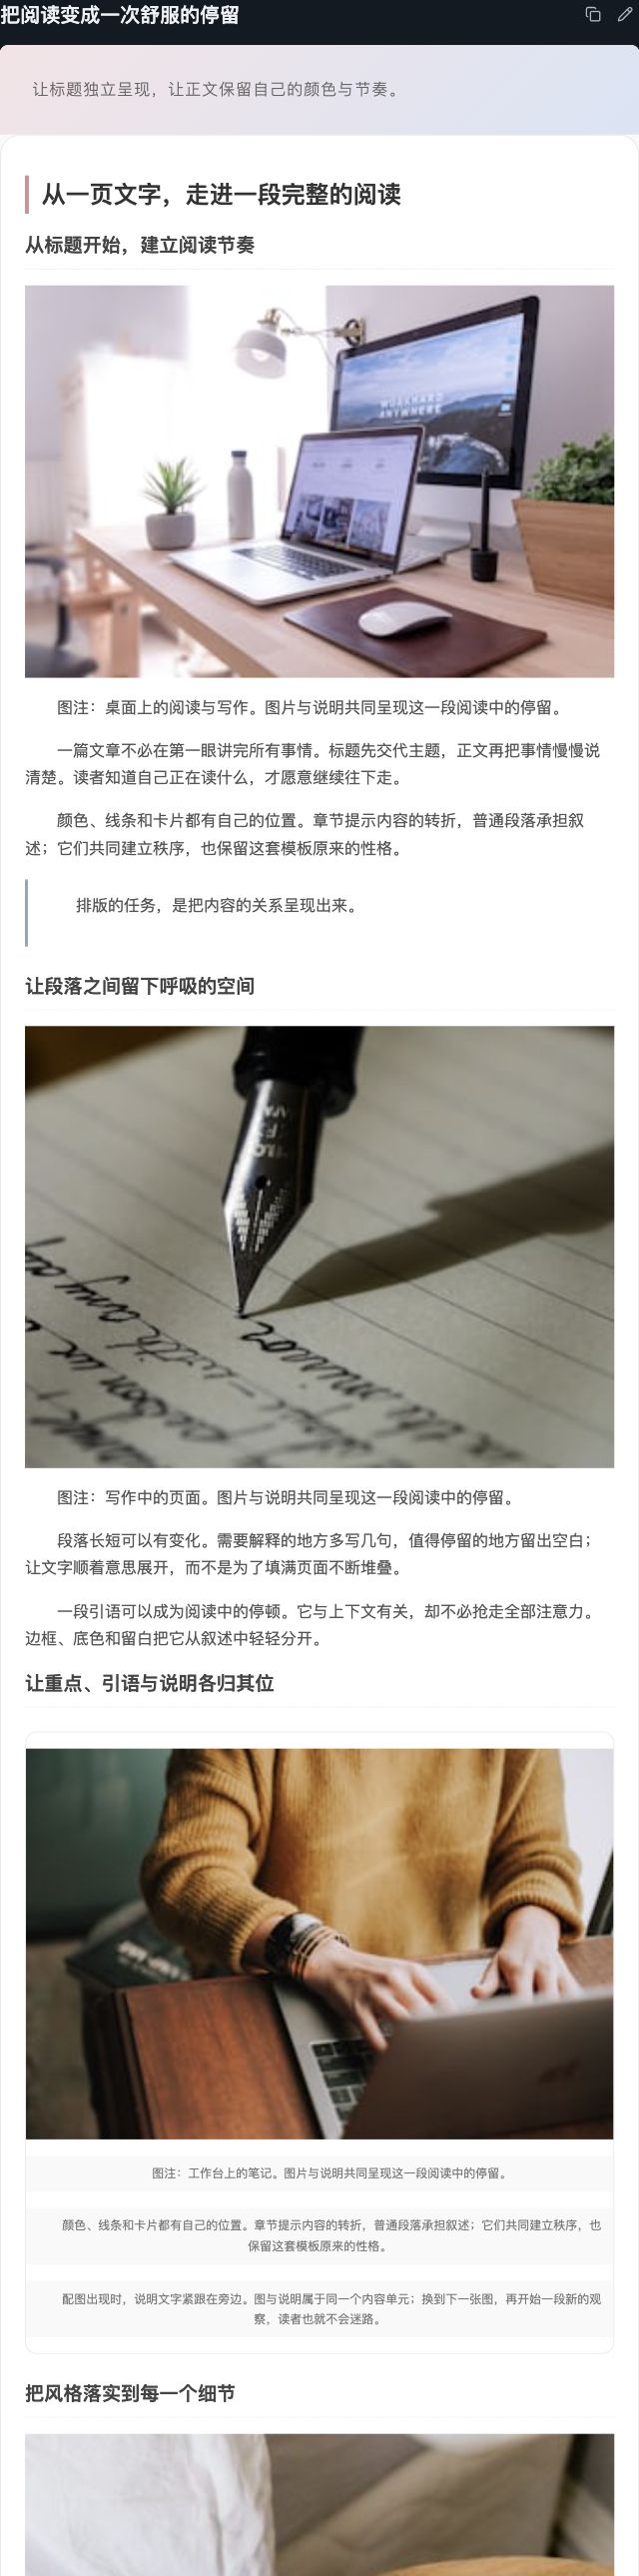 把阅读变成一次舒服的停留
让标题独立呈现，让正文保留自己的颜色与节奏。
从一页文字，走进一段完整的阅读
从标题开始，建立阅读节奏
WORKHARD
ANYWHERE
图注：桌面上的阅读与写作。图片与说明共同呈现这一段阅读中的停留。
一篇文章不必在第一眼讲完所有事情。标题先交代主题，正文再把事情慢慢说
清楚。读者知道自己正在读什么，才愿意继续往下走。
颜色、线条和卡片都有自己的位置。章节提示内容的转折，普通段落承担叙
述；它们共同建立秩序，也保留这套模板原来的性格。
排版的任务，是把内容的关系呈现出来。
让段落之间留下呼吸的空间
图注：写作中的页面。图片与说明共同呈现这一段阅读中的停留。
段落长短可以有变化。需要解释的地方多写几句，值得停留的地方留出空白；
让文字顺着意思展开，而不是为了填满页面不断堆叠。
一段引语可以成为阅读中的停顿。它与上下文有关，却不必抢走全部注意力。
边框、底色和留白把它从叙述中轻轻分开。
让重点、引语与说明各归其位
图注：工作台上的笔记。图片与说明共同呈现这一段阅读中的停留。
颜色、线条和卡片都有自己的位置。章节提示内容的转折，普通段落承担叙述；它们共同建立秩序，也
保留这套模板原来的性格。
配图出现时，说明文字紧跟在旁边。图与说明属于同一个内容单元；换到下一张图，再开始一段新的观
察，读者也就不会迷路。
把风格落实到每一个细节